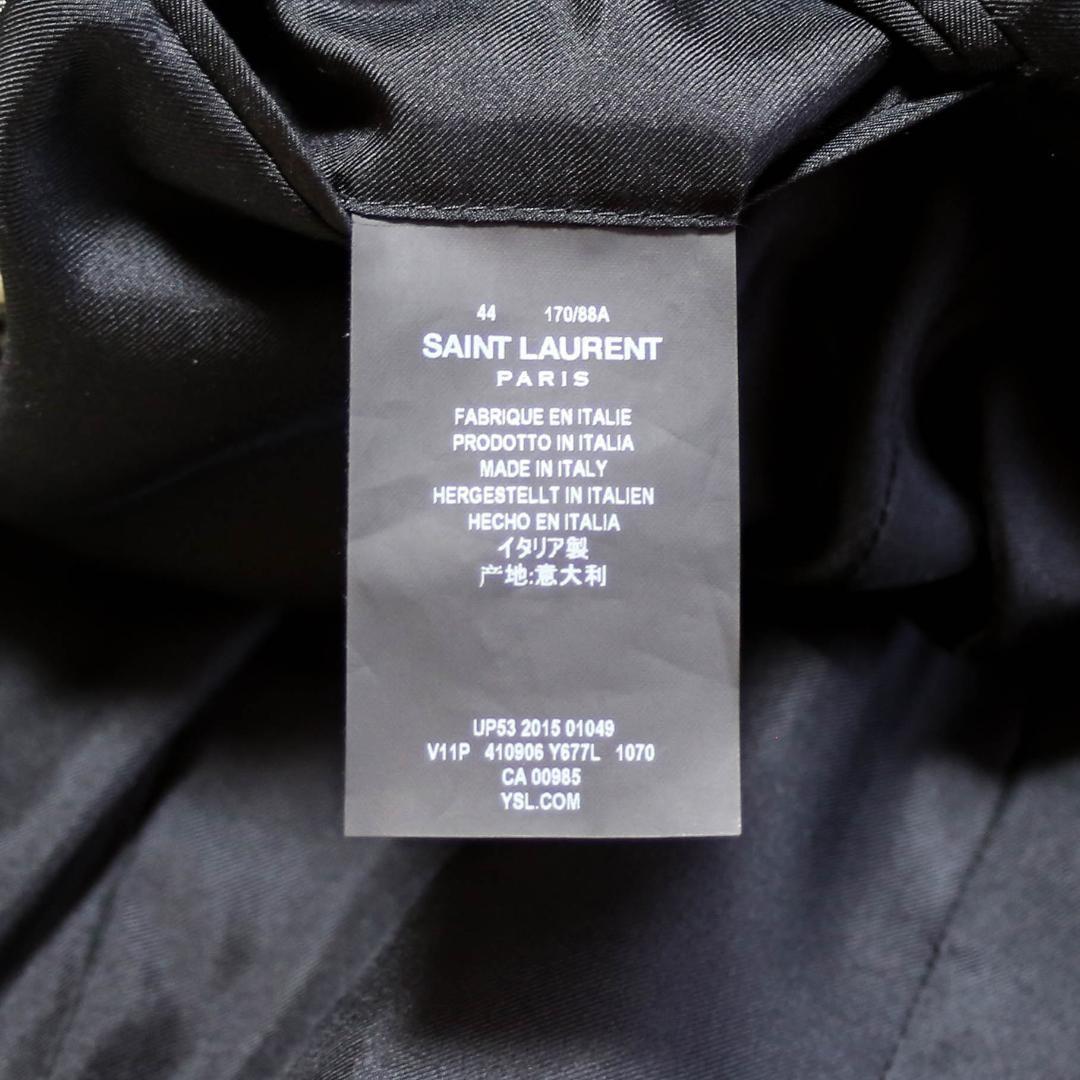 44 170/88A
SAINT LAURENT
PARIS
FABRIQUE EN ITALIE
PRODOTTO IN ITALIA
MADE IN ITALY
HERGESTELLT IN ITALIEN
HECHO EN ITALIA
イタリア製
产地:意大利
UP53 2015 01049
V11P 410906 Y677L 1070
CA 00985
YSL.COM